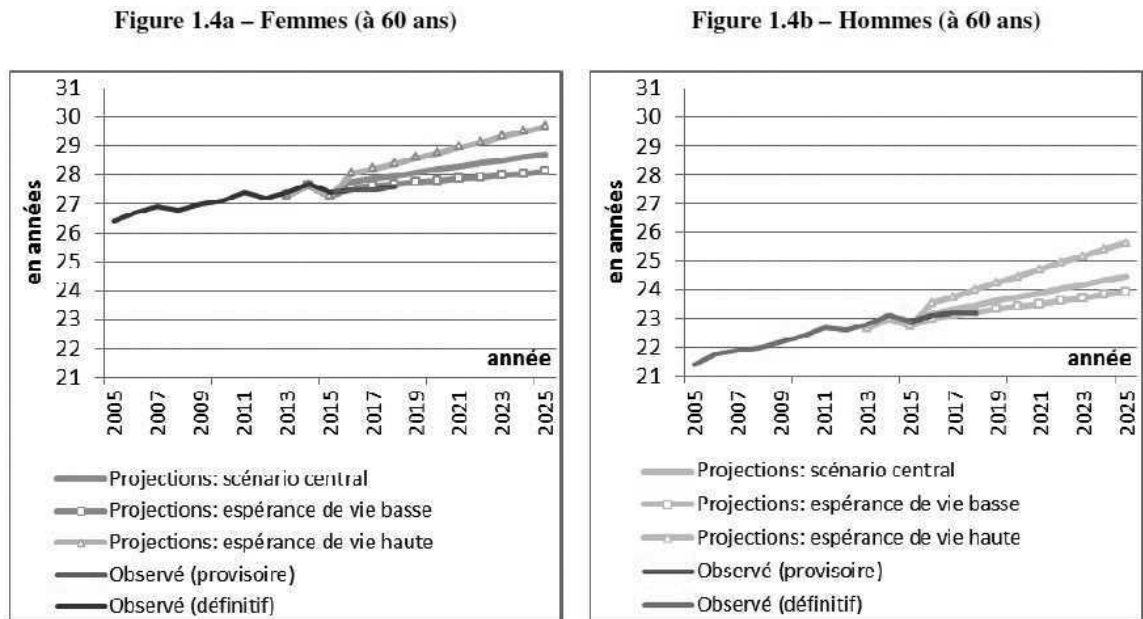 Figure 1.4a – Femmes (à 60 ans)
31
30
29
28
27
26
25
24
23
22
21
en années
année
2005
2007
2009
2011
2013
2015
2017
2019
2021
2023
2025
Projections: scénario central
Projections: espérance de vie basse
Projections: espérance de vie haute
Observé (provisoire)
Observé (définitif)
Figure 1.4b – Hommes (à 60 ans)
31
30
29
28
27
26
25
24
23
22
21
en années
année
2005
2007
2009
2011
2013
2015
2017
2019
2021
2023
2025
Projections: scénario central
Projections: espérance de vie basse
Projections: espérance de vie haute
Observé (provisoire)
Observé (définitif)